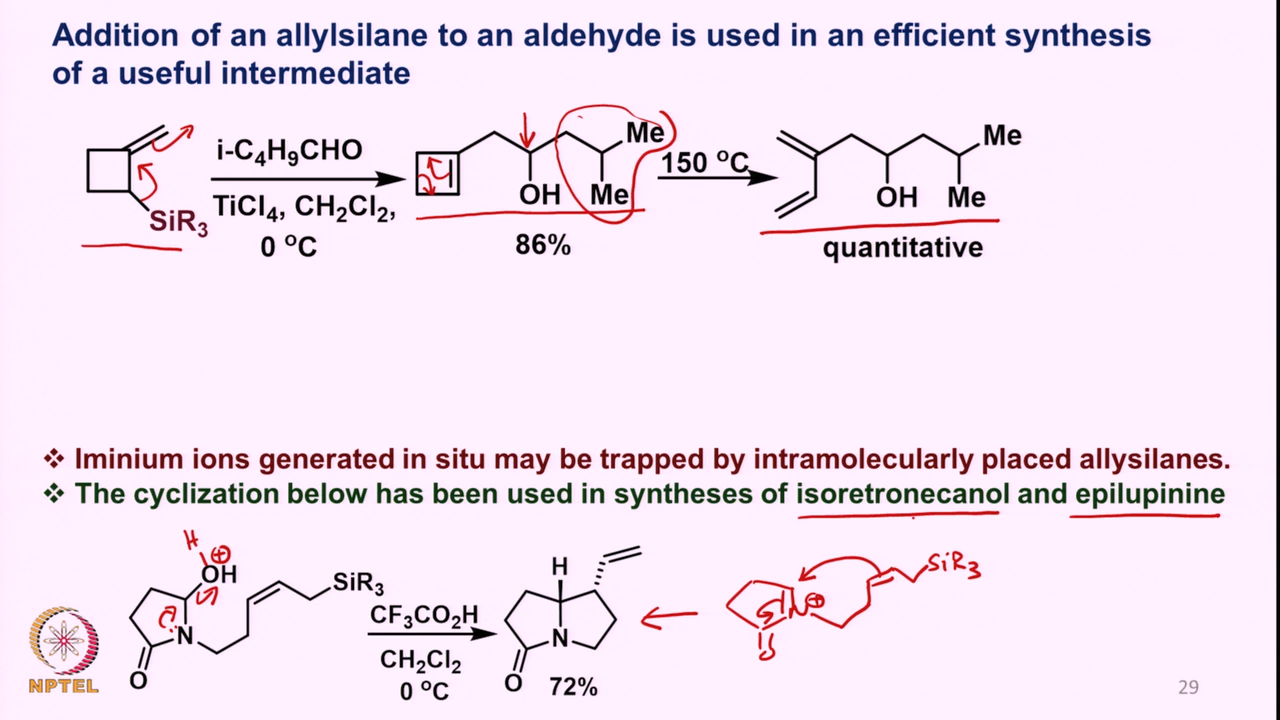 Addition of an allylsilane to an aldehyde is used in an efficient synthesis
of a useful intermediate
i-C₄H₉CHO
TiCl₄, CH₂Cl₂,
0 °C
SiR₃
Me
OH Me
86%
150 °C
Me
OH Me
quantitative
❖ Iminium ions generated in situ may be trapped by intramolecularly placed allysilanes.
❖ The cyclization below has been used in syntheses of isoretronecanol and epilupinine
H
⊕
OH
N
O
SiR₃
CF₃CO₂H
CH₂Cl₂
0 °C
H
N
O
72%
N ⊕
O
SiR₃
NPTEL
29